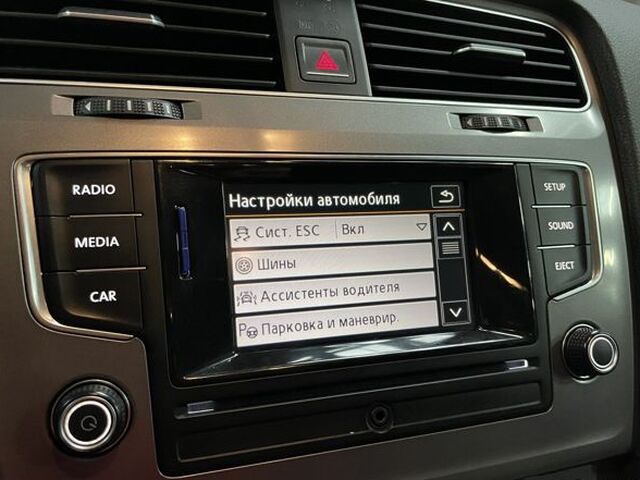 RADIO
MEDIA
CAR
Настройки автомобиля
Сист. ESC Вкл
Шины
Ассистенты водителя
P Парковка и маневрир.
SETUP
SOUND
EJECT